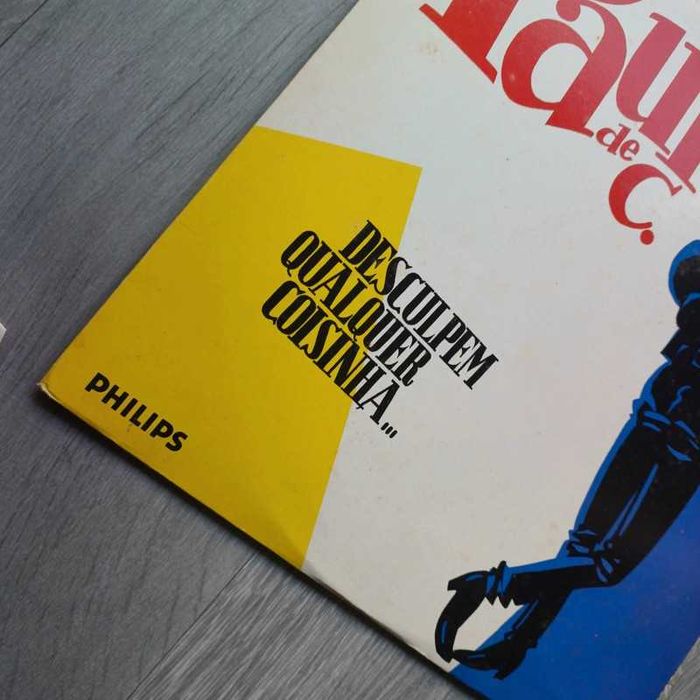 de
C.
DESCULPEM
QUALQUER
COISINHA...
PHILIPS